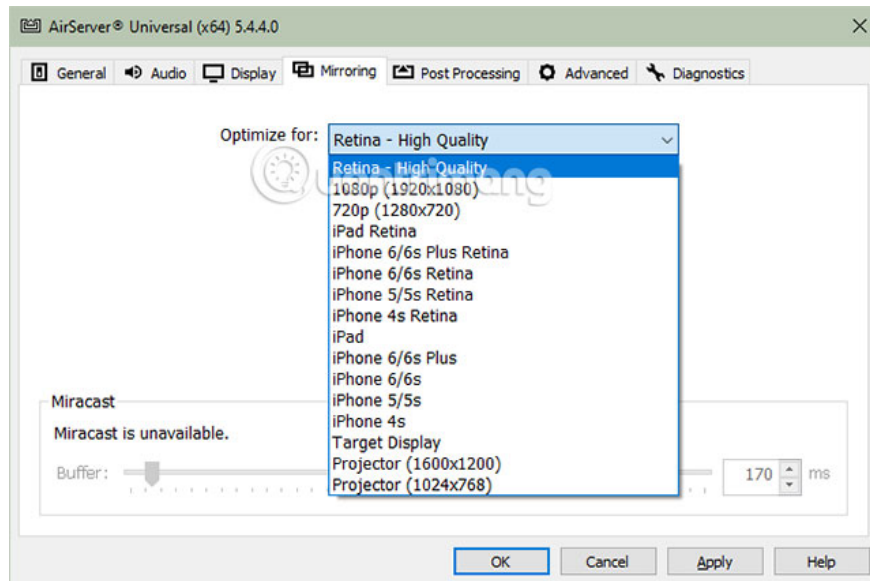 AirServer® Universal (x64) 5.4.4.0
General Audio Display Mirroring Post Processing Advanced Diagnostics
Optimize for: Retina - High Quality
Retina - High Quality
1080p (1920x1080)
720p (1280x720)
iPad Retina
iPhone 6/6s Plus Retina
iPhone 6/6s Retina
iPhone 5/5s Retina
iPhone 4s Retina
iPad
iPhone 6/6s Plus
iPhone 6/6s
iPhone 5/5s
iPhone 4s
Target Display
Projector (1600x1200)
Projector (1024x768)
Quantrimang
Miracast
Miracast is unavailable.
Buffer: 170 ms
OK Cancel Apply Help